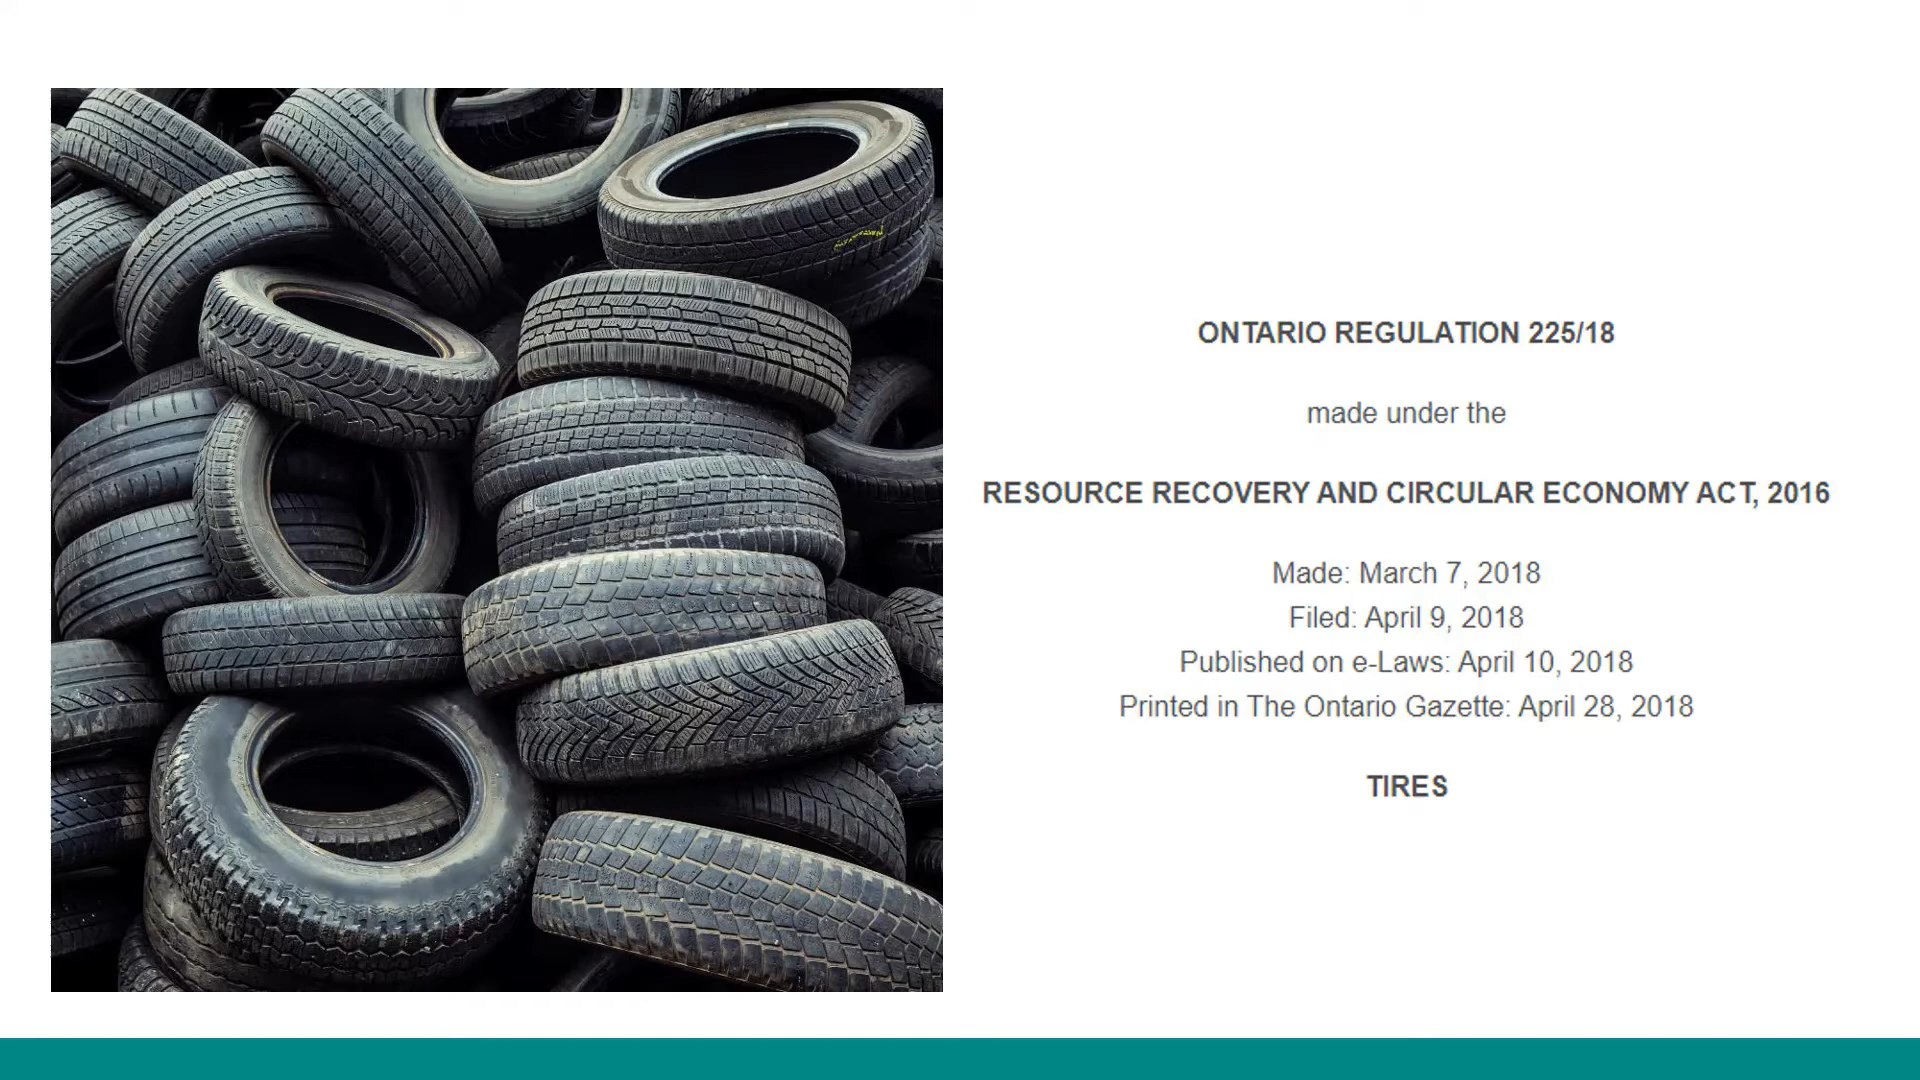 ONTARIO REGULATION 225/18
made under the
RESOURCE RECOVERY AND CIRCULAR ECONOMY ACT, 2016
Made: March 7, 2018
Filed: April 9, 2018
Published on e-Laws: April 10, 2018
Printed in The Ontario Gazette: April 28, 2018
TIRES